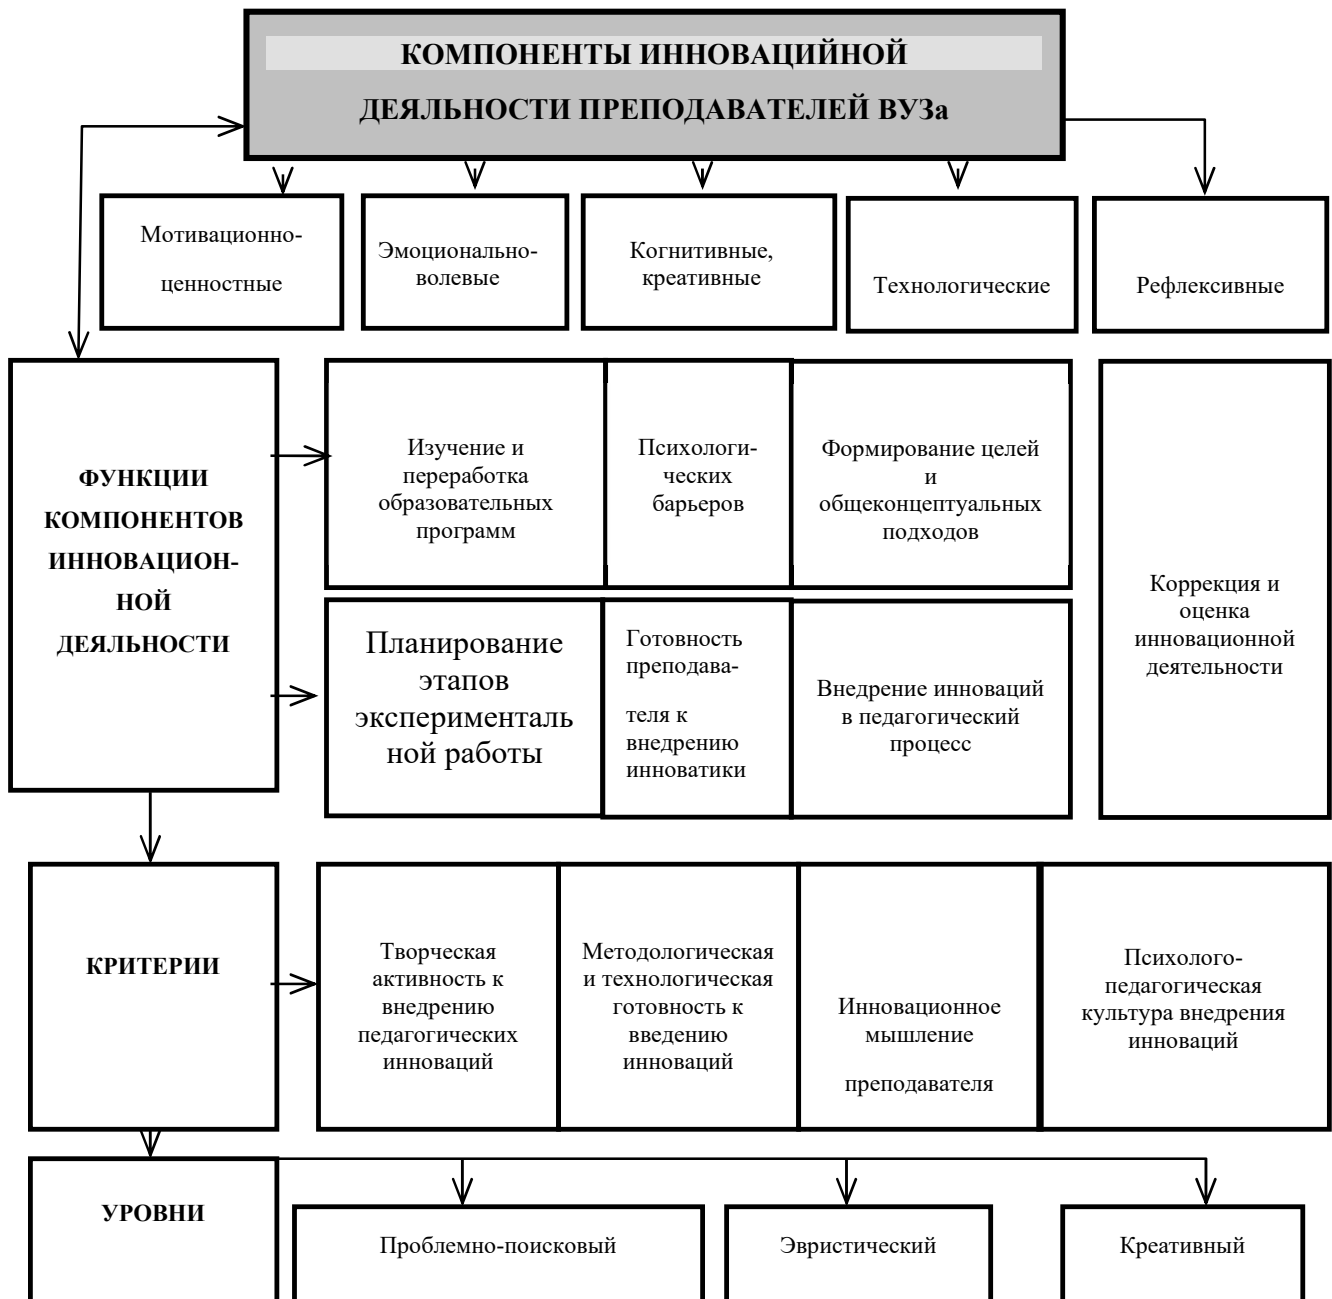 КОМПОНЕНТЫ ИННОВАЦИЙНОЙ
ДЕЯЛЬНОСТИ ПРЕПОДАВАТЕЛЕЙ ВУЗа
Мотивационно-
ценностные
Эмоционально-
волевые
Когнитивные,
креативные
Технологические
Рефлексивные
ФУНКЦИИ
КОМПОНЕНТОВ
ИННОВАЦИОН-
НОЙ
ДЕЯЛЬНОСТИ
Изучение и
переработка
образовательных
программ
Психологи-
ческих
барьеров
Формирование целей
и
общеконцептуальных
подходов
Планирование
этапов
эксперименталь
ной работы
Готовность
преподава-
теля к
внедрению
инноватики
Внедрение инноваций
в педагогический
процесс
Коррекция и
оценка
инновационной
деятельности
КРИТЕРИИ
Творческая
активность к
внедрению
педагогических
инноваций
Методологическая
и технологическая
готовность к
введению
инноваций
Инновационное
мышление
преподавателя
Психолого-
педагогическая
культура внедрения
инноваций
УРОВНИ
Проблемно-поисковый
Эвристический
Креативный